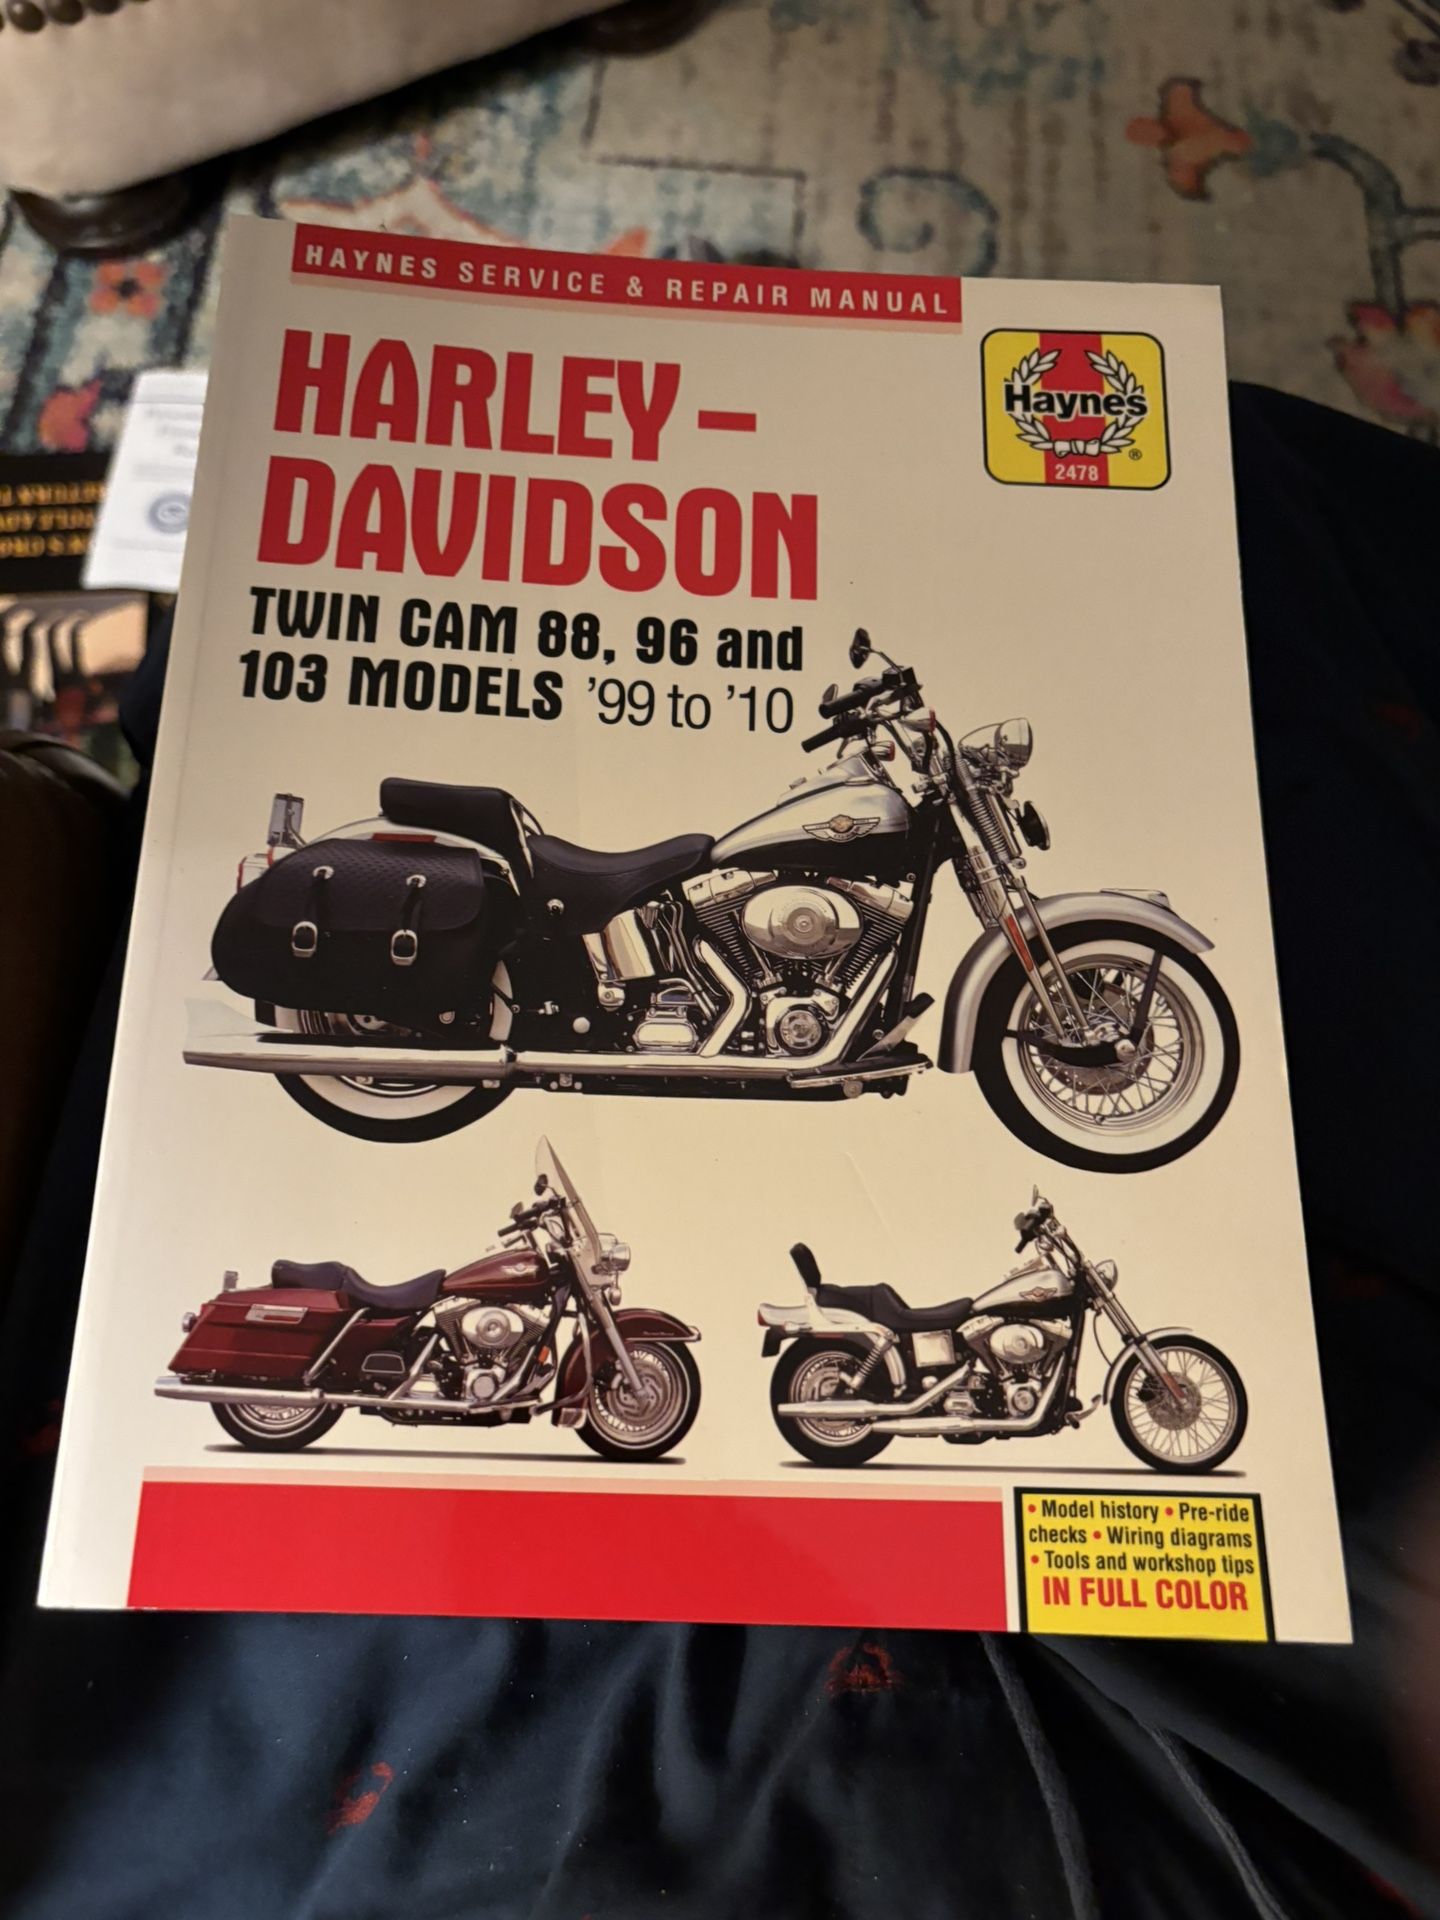 HAYNES SERVICE & REPAIR MANUAL
HARLEY-
DAVIDSON
TWIN CAM 88, 96 and
103 MODELS '99 to '10
Haynes
®
2478
• Model history • Pre-ride
checks • Wiring diagrams
• Tools and workshop tips
IN FULL COLOR